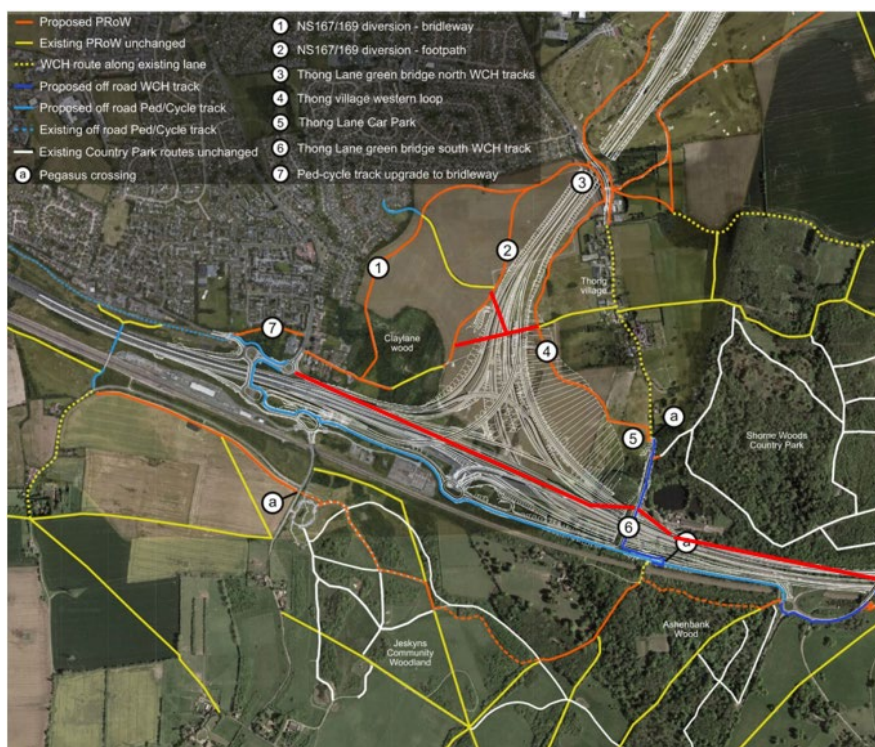 Proposed PRoW
Existing PRoW unchanged
WCH route along existing lane
Proposed off road WCH track
Proposed off road Ped/Cycle track
Existing off road Ped/Cycle track
Existing Country Park routes unchanged
a Pegasus crossing
1 NS167/169 diversion - bridleway
2 NS167/169 diversion - footpath
3 Thong Lane green bridge north WCH tracks
4 Thong village western loop
5 Thong Lane Car Park
6 Thong Lane green bridge south WCH track
7 Ped-cycle track upgrade to bridleway
3
2
1
Thong
village
7
Claylane
wood
4
a
5
Shorne Woods
Country Park
a
6
a
Ashenbank
Wood
Jeskyns
Community
Woodland